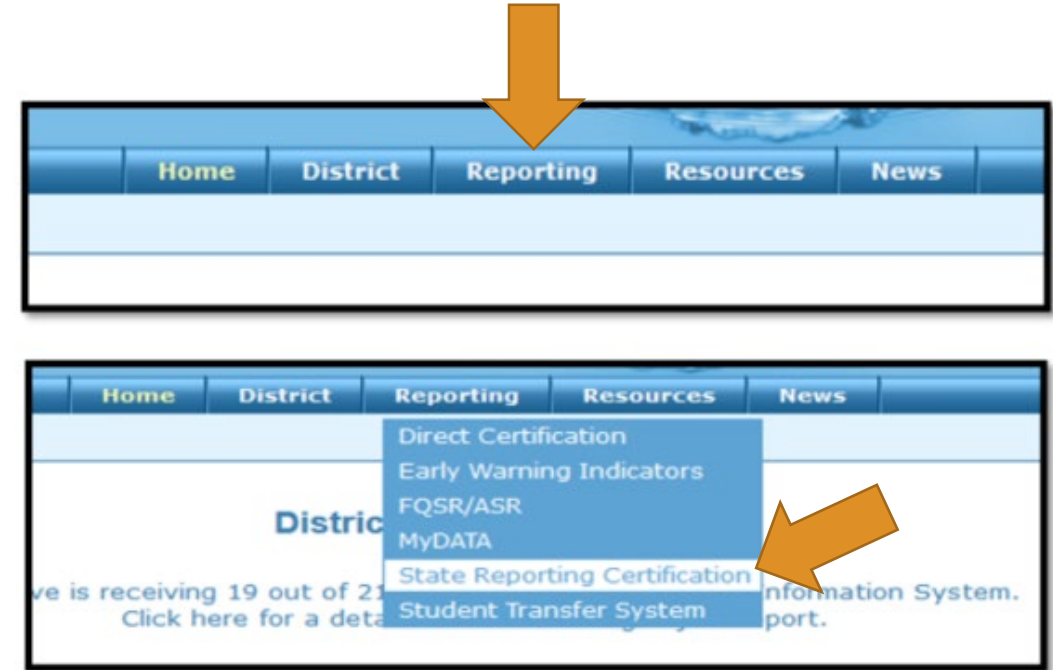 Home District Reporting Resources News
Home District Reporting Resources News
Direct Certification
Early Warning Indicators
FQSR/ASR
Distric
MyDATA
State Reporting Certification
ve is receiving 19 out of 21 nformation System.
Student Transfer System
Click here for a deta port.